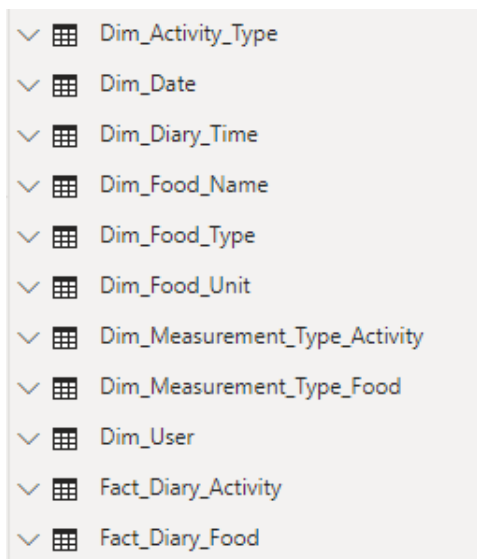 Dim_Activity_Type
Dim_Date
Dim_Diary_Time
Dim_Food_Name
Dim_Food_Type
Dim_Food_Unit
Dim_Measurement_Type_Activity
Dim_Measurement_Type_Food
Dim_User
Fact_Diary_Activity
Fact_Diary_Food